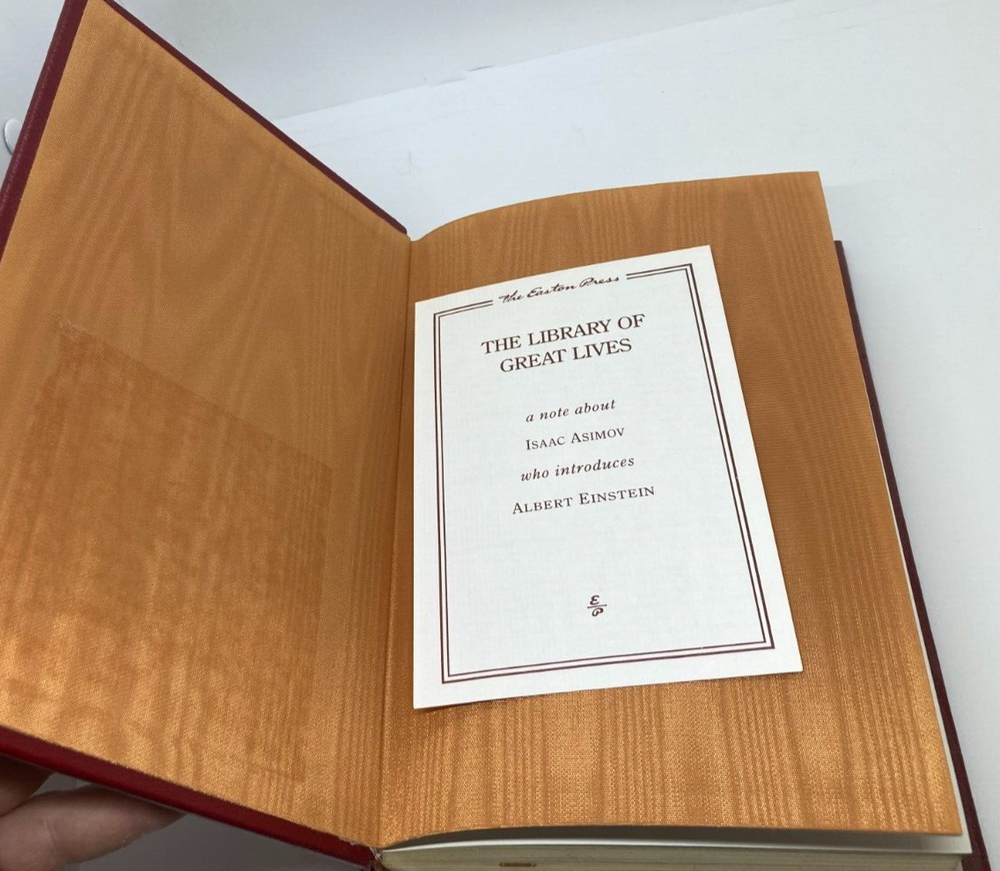 The Easton Press
THE LIBRARY OF
GREAT LIVES
a note about
ISAAC ASIMOV
who introduces
ALBERT EINSTEIN
E
P